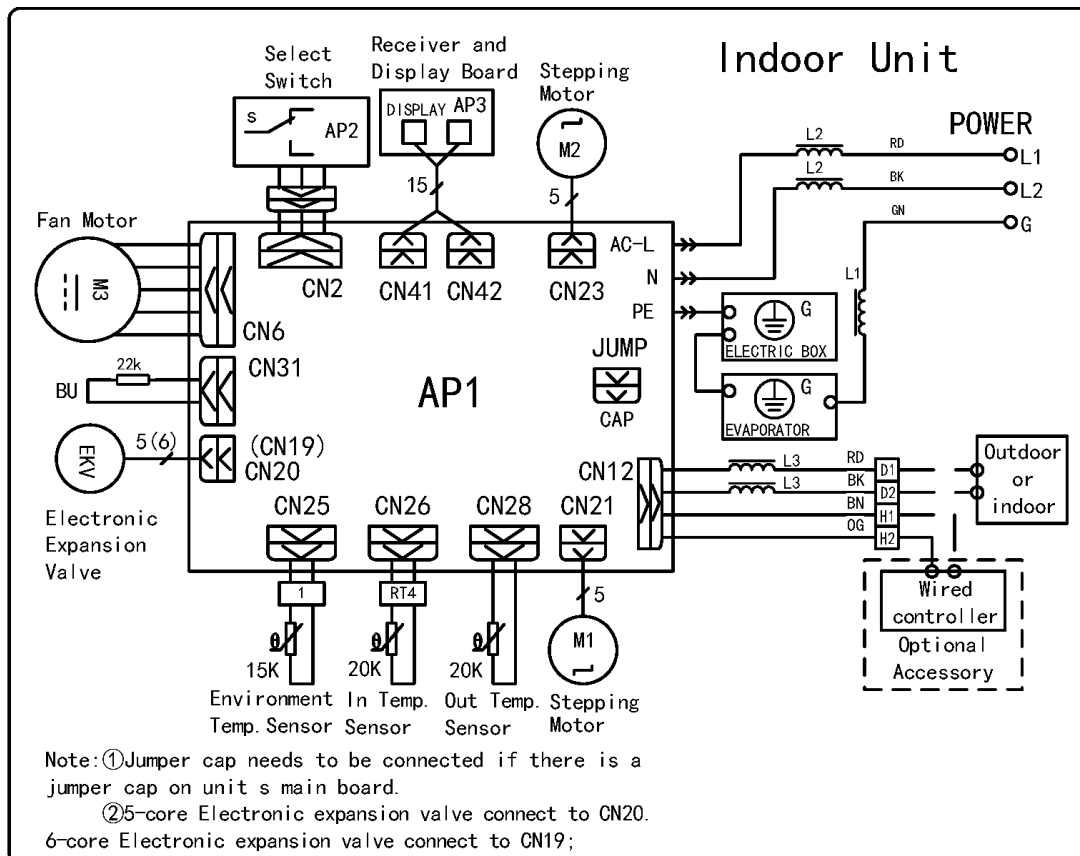 Indoor Unit
Select
Switch
Receiver and
Display Board
Stepping
Motor
S
AP2
DISPLAY
AP3
M2
15
5
POWER
L2
RD
L1
L2
BK
L2
GN
G
Fan Motor
M3
CN2
CN41
CN42
CN23
AC-L
N
PE
L1
CN6
G
ELECTRIC BOX
JUMP
CAP
G
EVAPORATOR
22k
BU
CN31
AP1
5(6)
(CN19)
CN20
EKV
Electronic
Expansion
Valve
CN25
CN26
CN28
CN21
CN12
L3
RD
D1
L3
BK
D2
BN
H1
OG
H2
Outdoor
or
indoor
Wired
controller
Optional
Accessory
1
RT4
5
θ
15K
θ
20K
θ
20K
M1
Environment
Temp. Sensor
In Temp.
Sensor
Out Temp.
Sensor
Stepping
Motor
Note:①Jumper cap needs to be connected if there is a
jumper cap on unit s main board.
②5-core Electronic expansion valve connect to CN20.
6-core Electronic expansion valve connect to CN19;